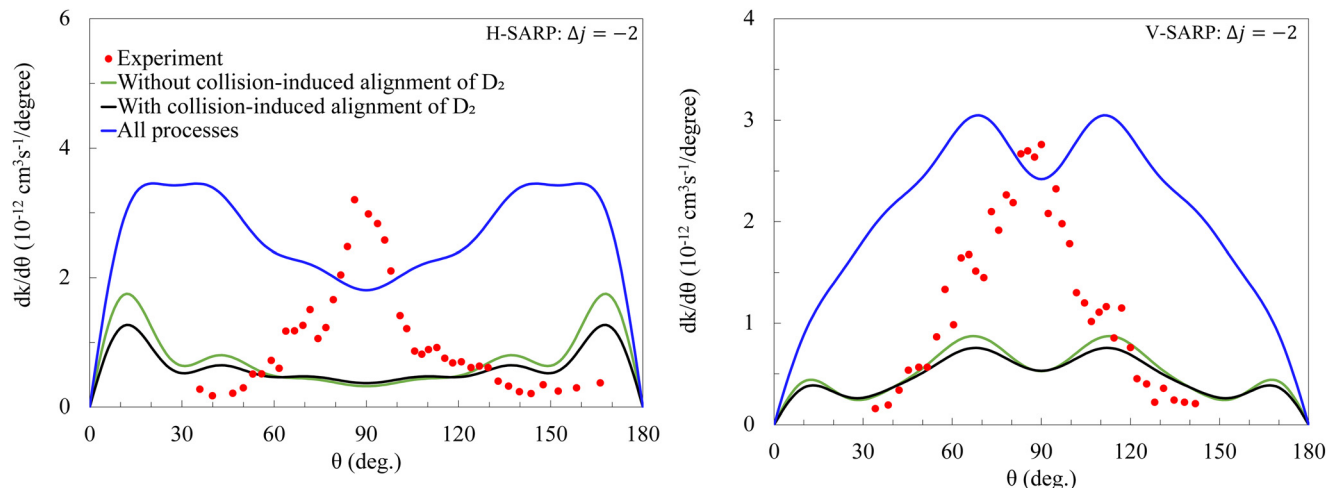 H-SARP: Δj = −2
Experiment
Without collision-induced alignment of D₂
With collision-induced alignment of D₂
All processes
dk/dθ (10⁻¹² cm³s⁻¹/degree)
6
4
2
0
0 30 60 90 120 150 180
θ (deg.)
V-SARP: Δj = −2
dk/dθ (10⁻¹² cm³s⁻¹/degree)
4
3
2
1
0
0 30 60 90 120 150 180
θ (deg.)